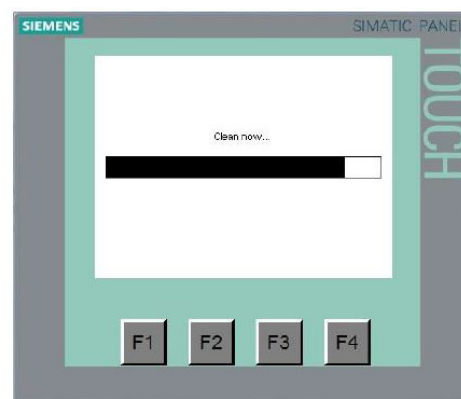 SIEMENS
SIMATIC PANEL
TOUCH
Clean now...
F1 F2 F3 F4